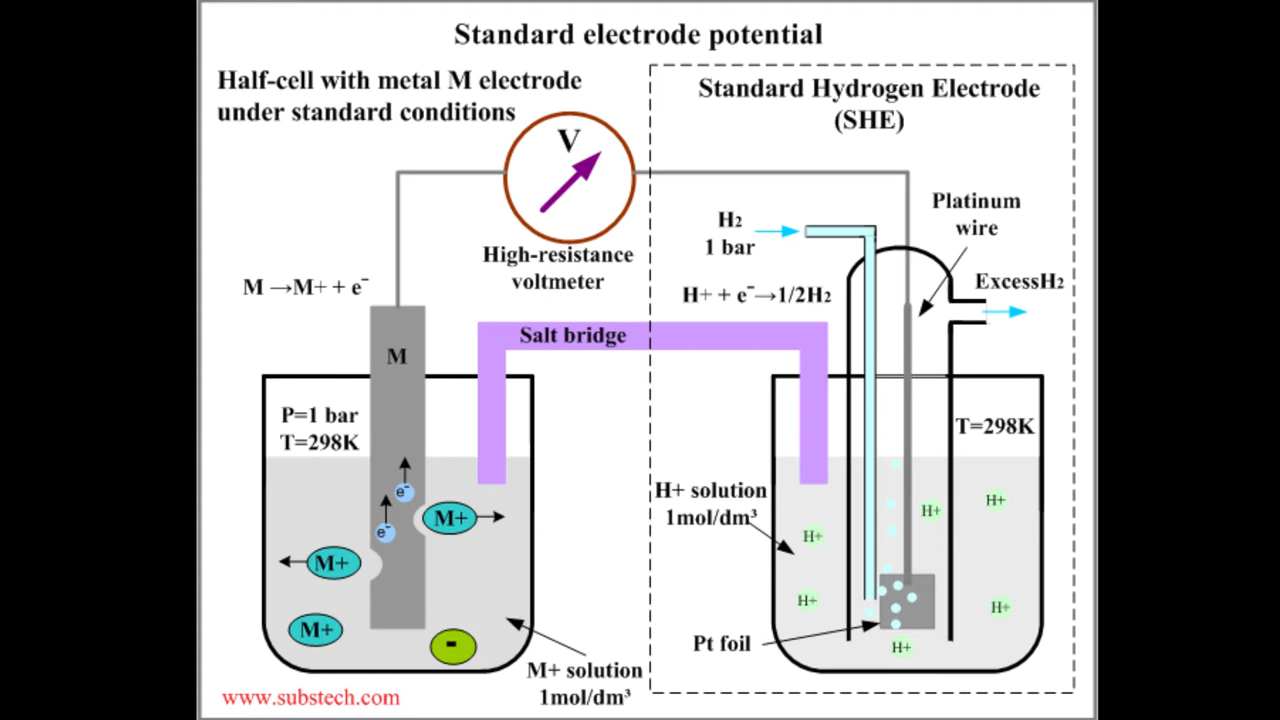 Standard electrode potential
Half-cell with metal M electrode
under standard conditions
Standard Hydrogen Electrode
(SHE)
V
High-resistance
voltmeter
H2
1 bar
Platinum
wire
ExcessH2
M →M+ + e⁻
H+ + e⁻→1/2H2
Salt bridge
M
P=1 bar
T=298K
T=298K
e⁻
e⁻
M+
M+
M+
-
H+ solution
1mol/dm³
H+
H+
H+
H+
H+
H+
Pt foil
M+ solution
1mol/dm³
www.substech.com